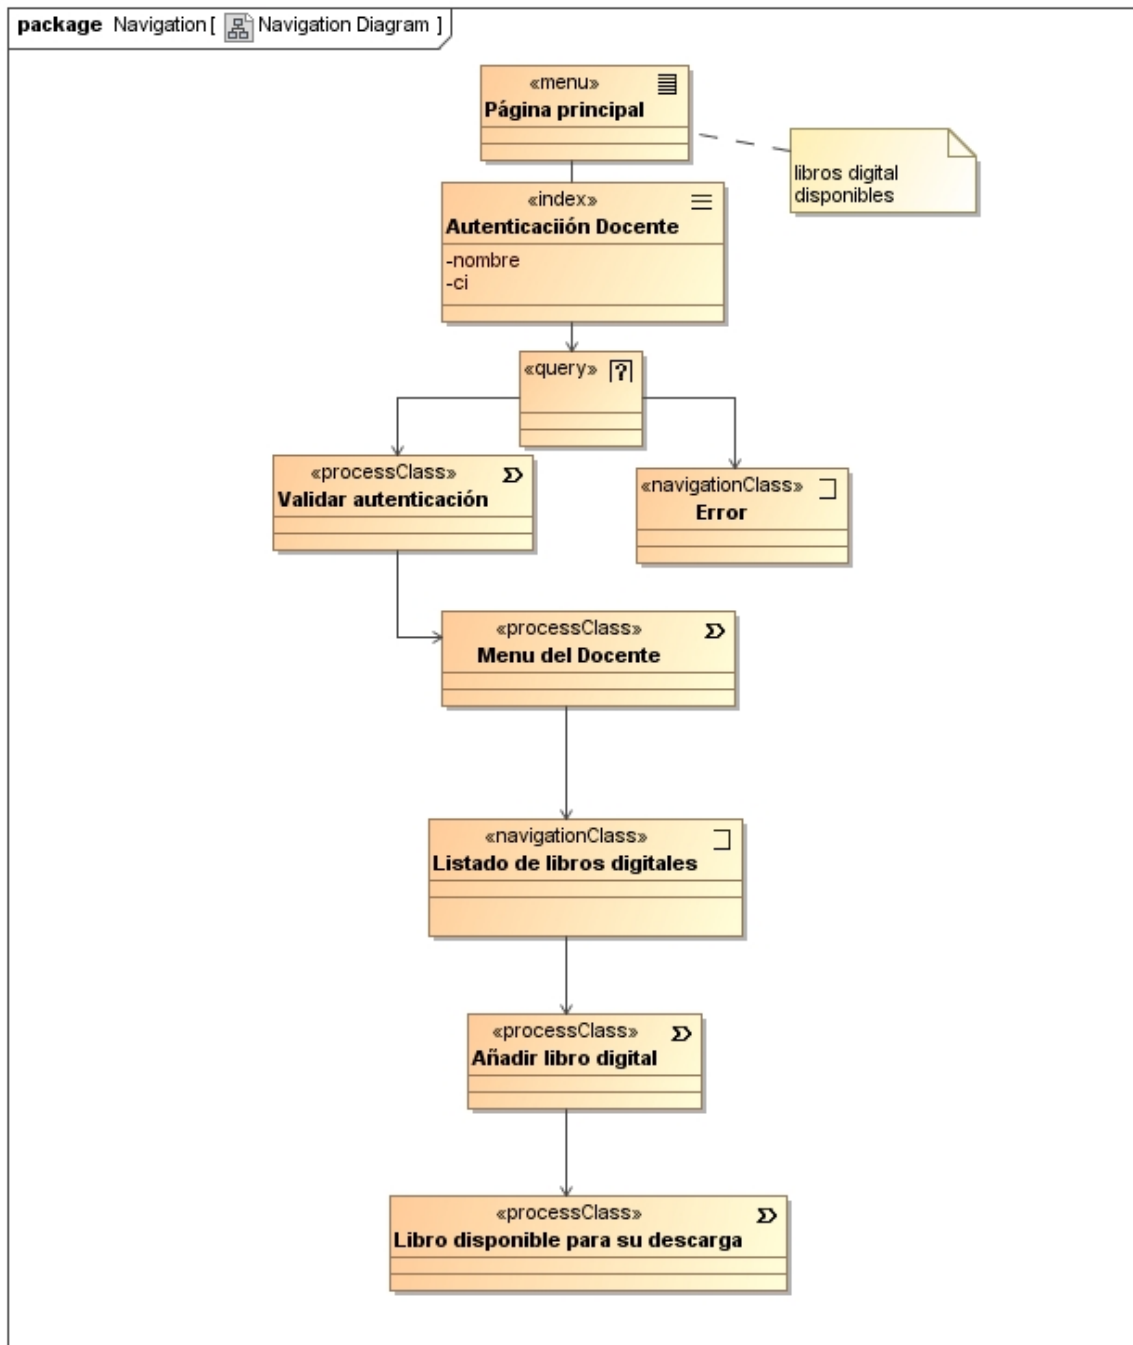 package Navigation [ Navigation Diagram ]
«menu»
Página principal
libros digital
disponibles
«index»
Autenticaciión Docente
-nombre
-ci
«query» ?
«processClass»
Validar autenticación
«navigationClass»
Error
«processClass»
Menu del Docente
«navigationClass»
Listado de libros digitales
«processClass»
Añadir libro digital
«processClass»
Libro disponible para su descarga